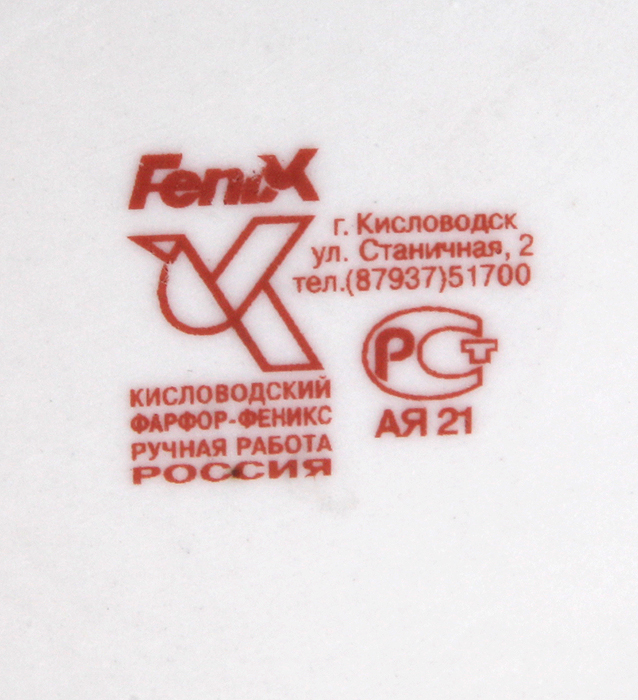 Fenix
г. Кисловодск
ул. Станичная, 2
тел.(87937)51700
РСТ
АЯ 21
КИСЛОВОДСКИЙ
ФАРФОР-ФЕНИКС
РУЧНАЯ РАБОТА
РОССИЯ